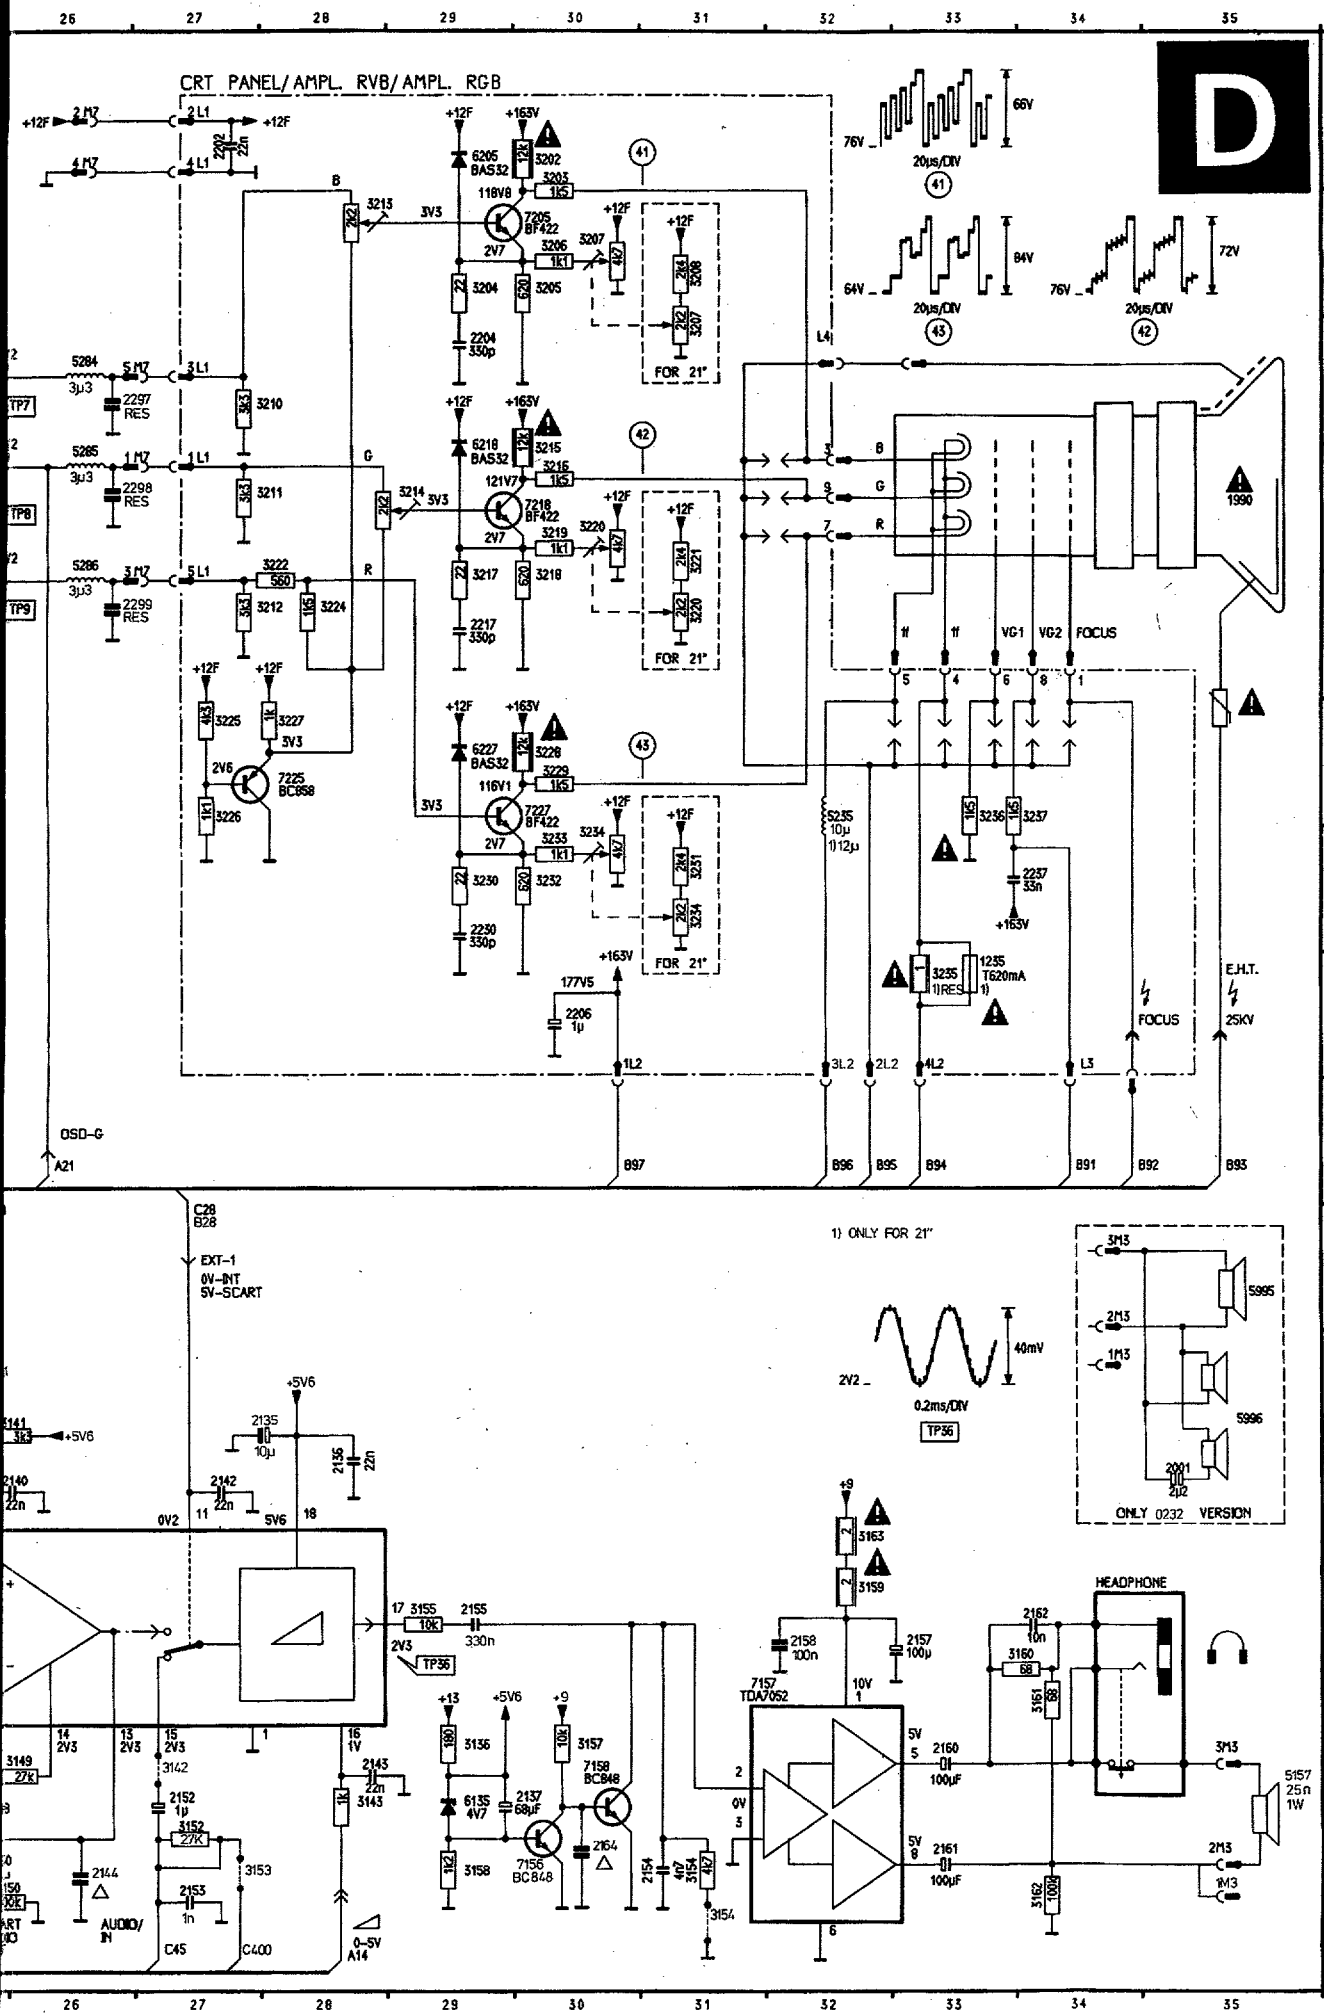 26 27 28 29 30 31 32 33 34 35
D
CRT PANEL/AMPL. RVB/AMPL. RGB
+12F 2 M7 2 L1 +12F
2202 22n
4 M7 4 L1
B
3213 2k2
3V3
+12F +163V
6205 BAS32
12k 3202
3203 1k5
118V8
7205 BF422
2V7
3206 1k1
3207 4k7
+12F
22 3204
620 3205
2204 330p
41
+12F
2k4 3208
2k2 3207
FOR 21"
66V
76V
20µs/DIV
41
84V
64V
20µs/DIV
43
72V
76V
20µs/DIV
42
L4
5284 3µ3
5 M7 3 L1
2297 RES
TP7
3k3 3210
5285 3µ3
1 M7 1 L1
2298 RES
TP8
3k3 3211
G
3214 2k2
3V3
5286 3µ3
3 M7 5 L1
2299 RES
TP9
3222 560
3k3 3212
1k5 3224
R
+12F +163V
6218 BAS32
12k 3215
3216 1k5
121V7
7218 BF422
2V7
3219 1k1
3220 4k7
+12F
22 3217
620 3218
2217 330p
42
+12F
2k4 3221
2k2 3220
FOR 21"
3 B
9 G
7 R
1990
1f 1f VG1 VG2 FOCUS
5 4 6 8 1
+12F +12F
4k3 3225
1k 3227
3V3
2V6
7225 BC858
1k1 3226
+12F +163V
6227 BAS32
12k 3228
3229 1k5
116V1
3V3
7227 BF422
2V7
3233 1k1
3234 4k7
+12F
22 3230
620 3232
2230 330p
43
+12F
2k4 3231
2k2 3234
FOR 21"
+163V
177V5
2206 1µ
5235 10µ 1)12µ
1k5 3236
1k5 3237
2237 33n
+163V
1 3235 1)RES
1235 T620mA 1)
FOCUS
E.H.T.
25KV
1L2 3L2 2L2 4L2 L3
OSD-G
A21 B97 B96 B95 B94 B91 B92 B93
C28
B28
EXT-1
0V-INT
5V-SCART
1) ONLY FOR 21"
40mV
2V2
0.2ms/DIV
TP36
3M3
5995
2M3
1M3
5996
2001
2µ2
ONLY 0232 VERSION
3141 3k3 +5V6
2140 22n
2135 10µ
+5V6
2136 22n
2142 22n
0V2 11 5V6 18
17 3155 10k
2155 330n
2V3
TP36
14 2V3
13 2V3
15 2V3
1
16 1V
3149 27k
3142
2152 1µ
3152 27K
3153
2153 1n
2144
AUDIO/
IN
C45
C400
2143 22n
1k 3143
0-5V
A14
+13
180 3136
+5V6
+9
10k 3157
7158 BC848
6135 4V7
2137 68µF
1k2 3158
7156 BC848
2164
2154 4n7
3154 4k7
3154
+9
2 3163
2 3159
2158 100n
2157 100µ
7157 TDA7052
10V 1
2
0V
3
5V 5
5V 8
6
2160 100µF
2161 100µF
2162 10n
3160 68
3161 68
3162 100k
HEADPHONE
3M3
5157
25Ω
1W
2M3
1M3
26 27 28 29 30 31 32 33 34 35